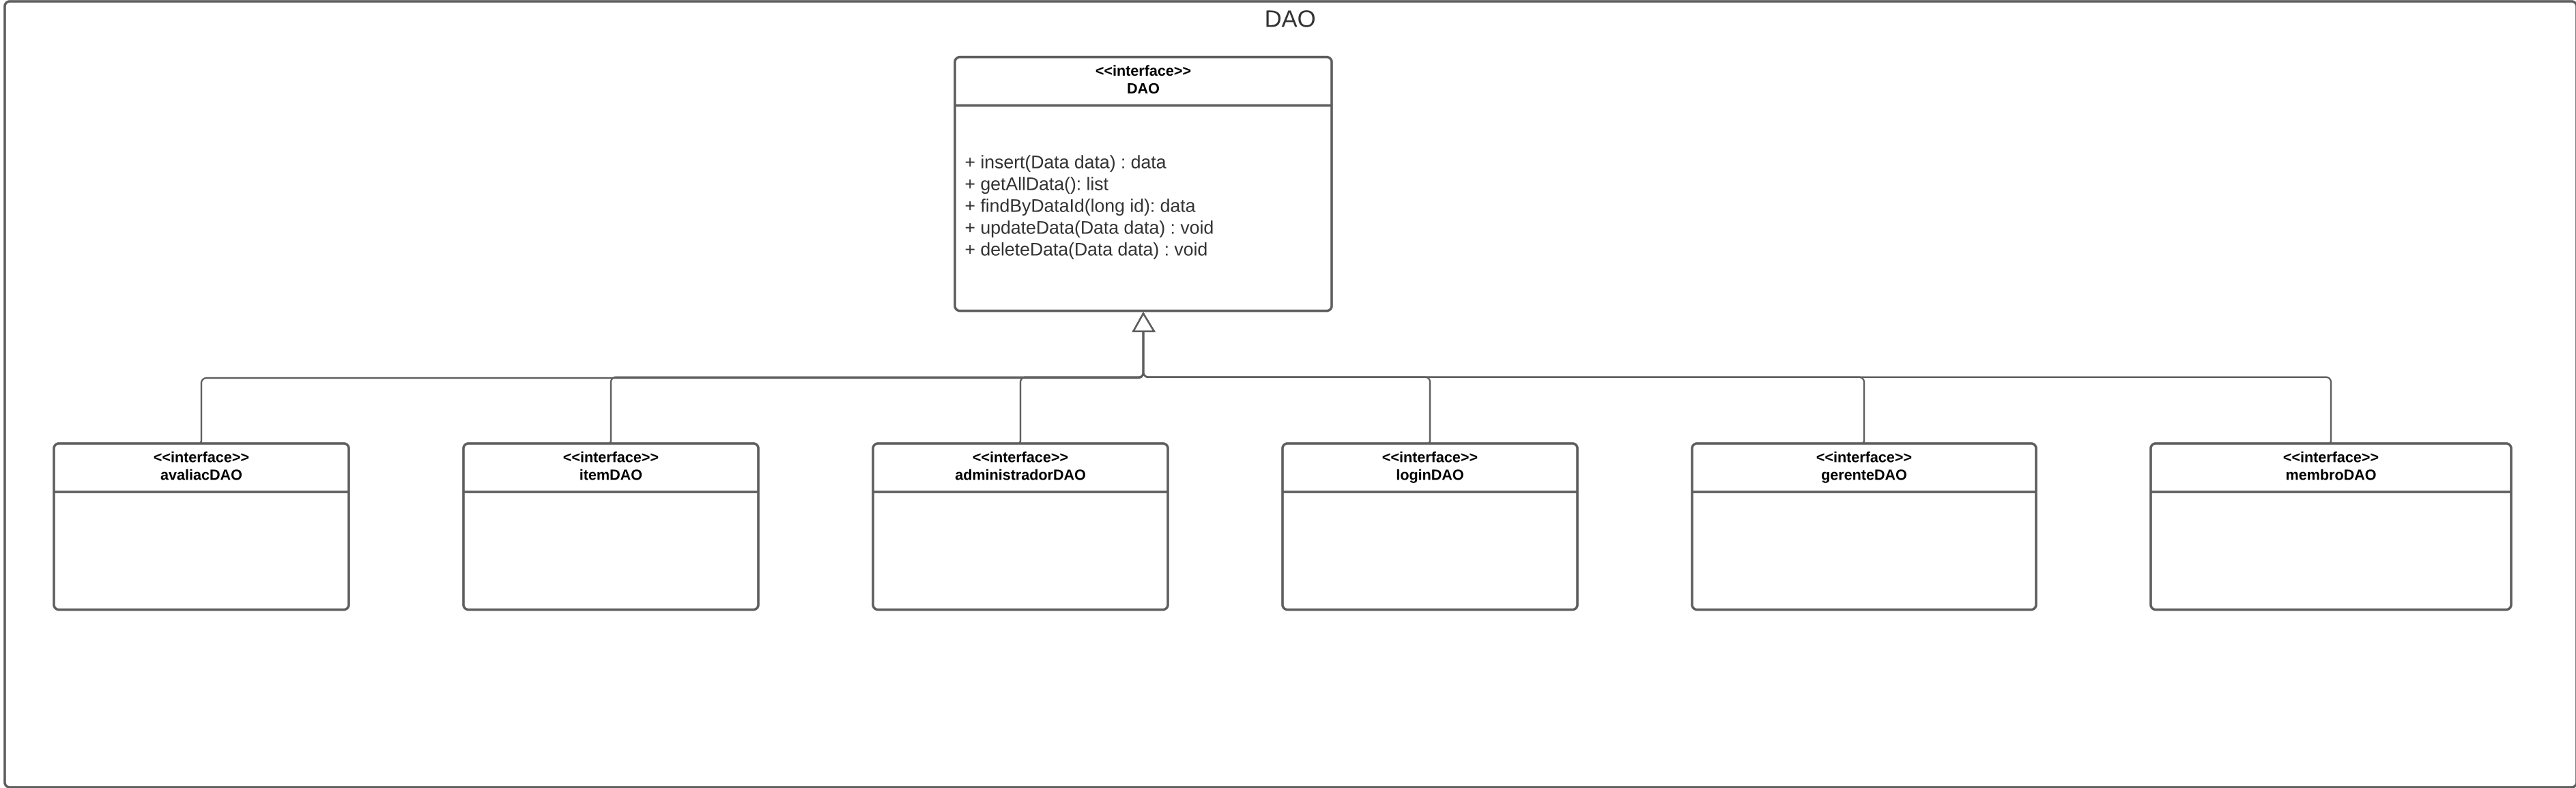 DAO
<<interface>>
DAO
+ insert(Data data) : data
+ getAllData(): list
+ findByDataId(long id): data
+ updateData(Data data) : void
+ deleteData(Data data) : void
<<interface>>
avaliacDAO
<<interface>>
itemDAO
<<interface>>
administradorDAO
<<interface>>
loginDAO
<<interface>>
gerenteDAO
<<interface>>
membroDAO